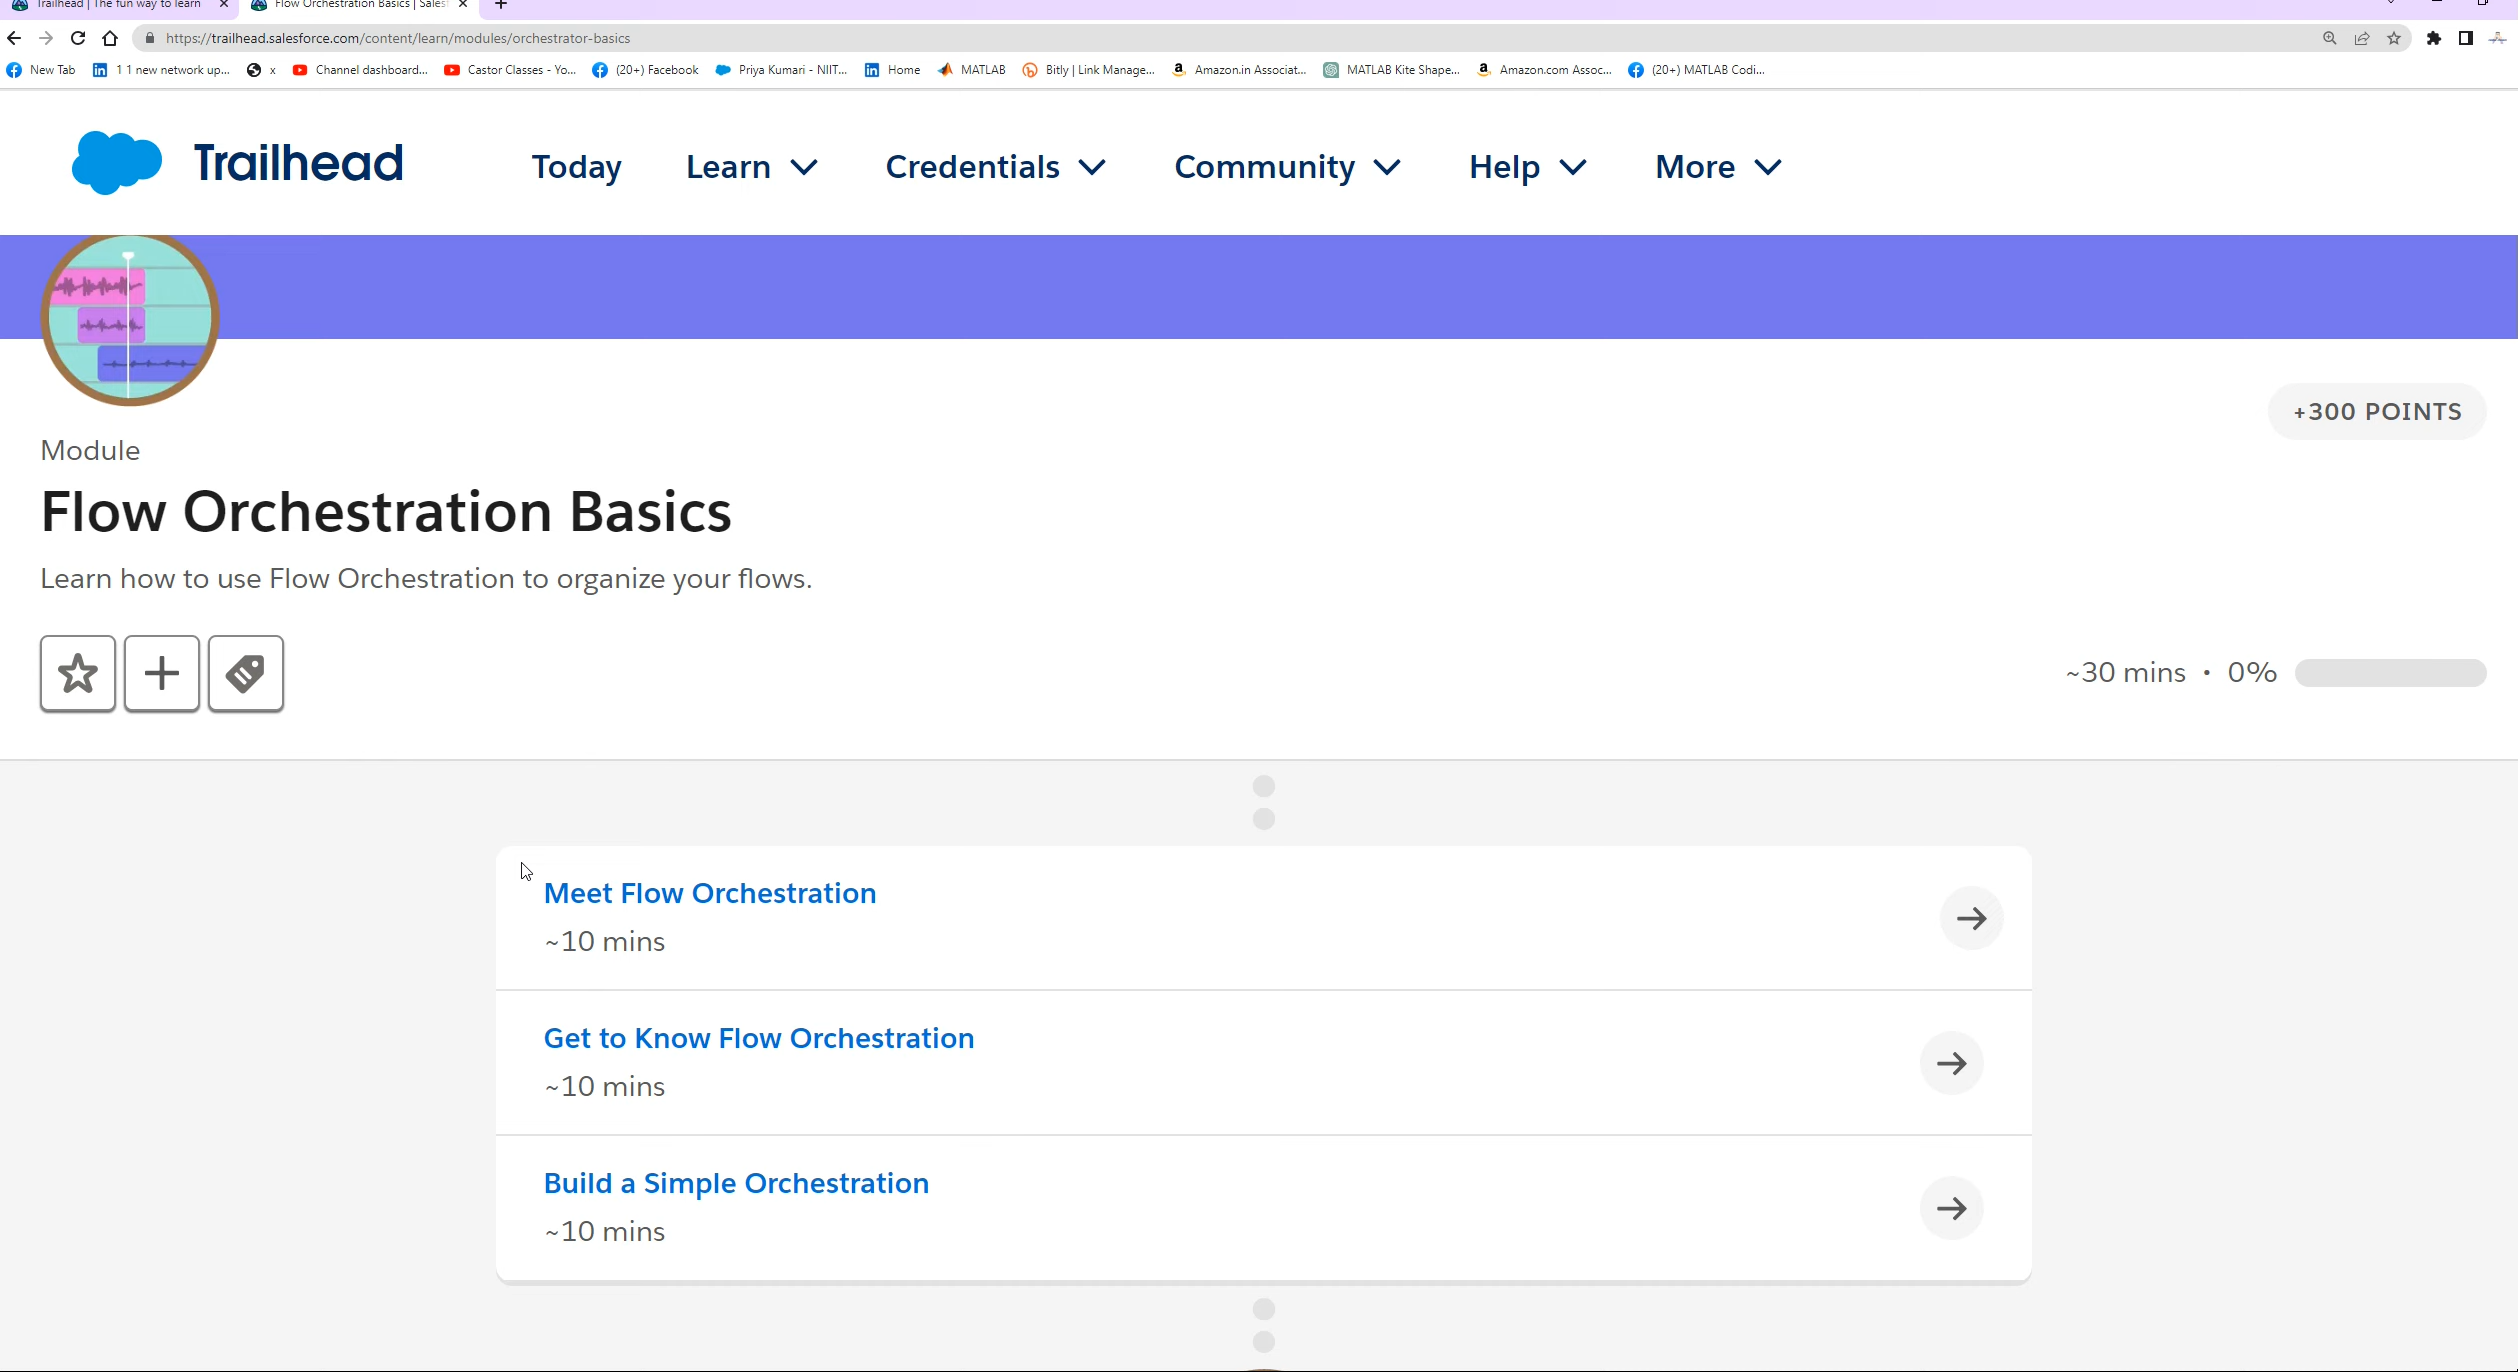 Trailhead | The fun way to learn
Flow Orchestration Basics | Sales
https://trailhead.salesforce.com/content/learn/modules/orchestrator-basics
New Tab
1 1 new network up...
x
Channel dashboard...
Castor Classes - Yo...
(20+) Facebook
Priya Kumari - NIIT...
Home
MATLAB
Bitly | Link Manage...
Amazon.in Associat...
MATLAB Kite Shape...
Amazon.com Assoc...
(20+) MATLAB Codi...
Trailhead
Today
Learn
Credentials
Community
Help
More
+300 POINTS
Module
Flow Orchestration Basics
Learn how to use Flow Orchestration to organize your flows.
~30 mins • 0%
Meet Flow Orchestration
~10 mins
Get to Know Flow Orchestration
~10 mins
Build a Simple Orchestration
~10 mins